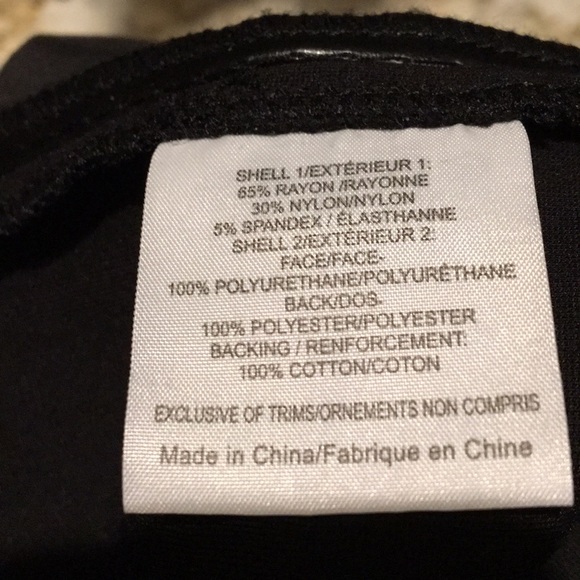 SHELL 1/EXTÉRIEUR 1:
65% RAYON /RAYONNE
30% NYLON/NYLON
5% SPANDEX / ÉLASTHANNE
SHELL 2/EXTÉRIEUR 2:
FACE/FACE-
100% POLYURETHANE/POLYURÉTHANE
BACK/DOS-
100% POLYESTER/POLYESTER
BACKING / RENFORCEMENT:
100% COTTON/COTON
EXCLUSIVE OF TRIMS/ORNEMENTS NON COMPRIS
Made in China/Fabrique en Chine